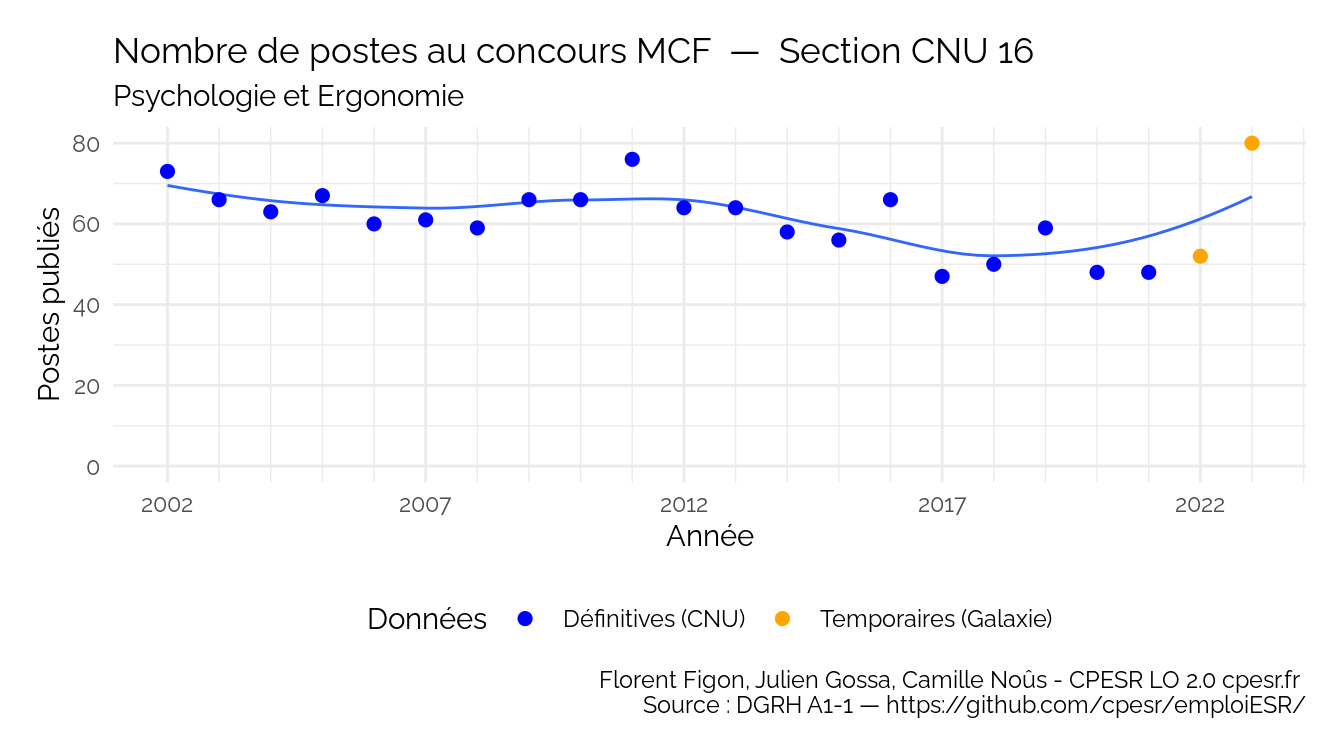 Nombre de postes au concours MCF — Section CNU 16
Psychologie et Ergonomie
Postes publiés
80
60
40
20
0
2002 2007 2012 2017 2022
Année
Données Définitives (CNU) Temporaires (Galaxie)
Florent Figon, Julien Gossa, Camille Noûs - CPESR LO 2.0 cpesr.fr
Source : DGRH A1-1 — https://github.com/cpesr/emploiESR/